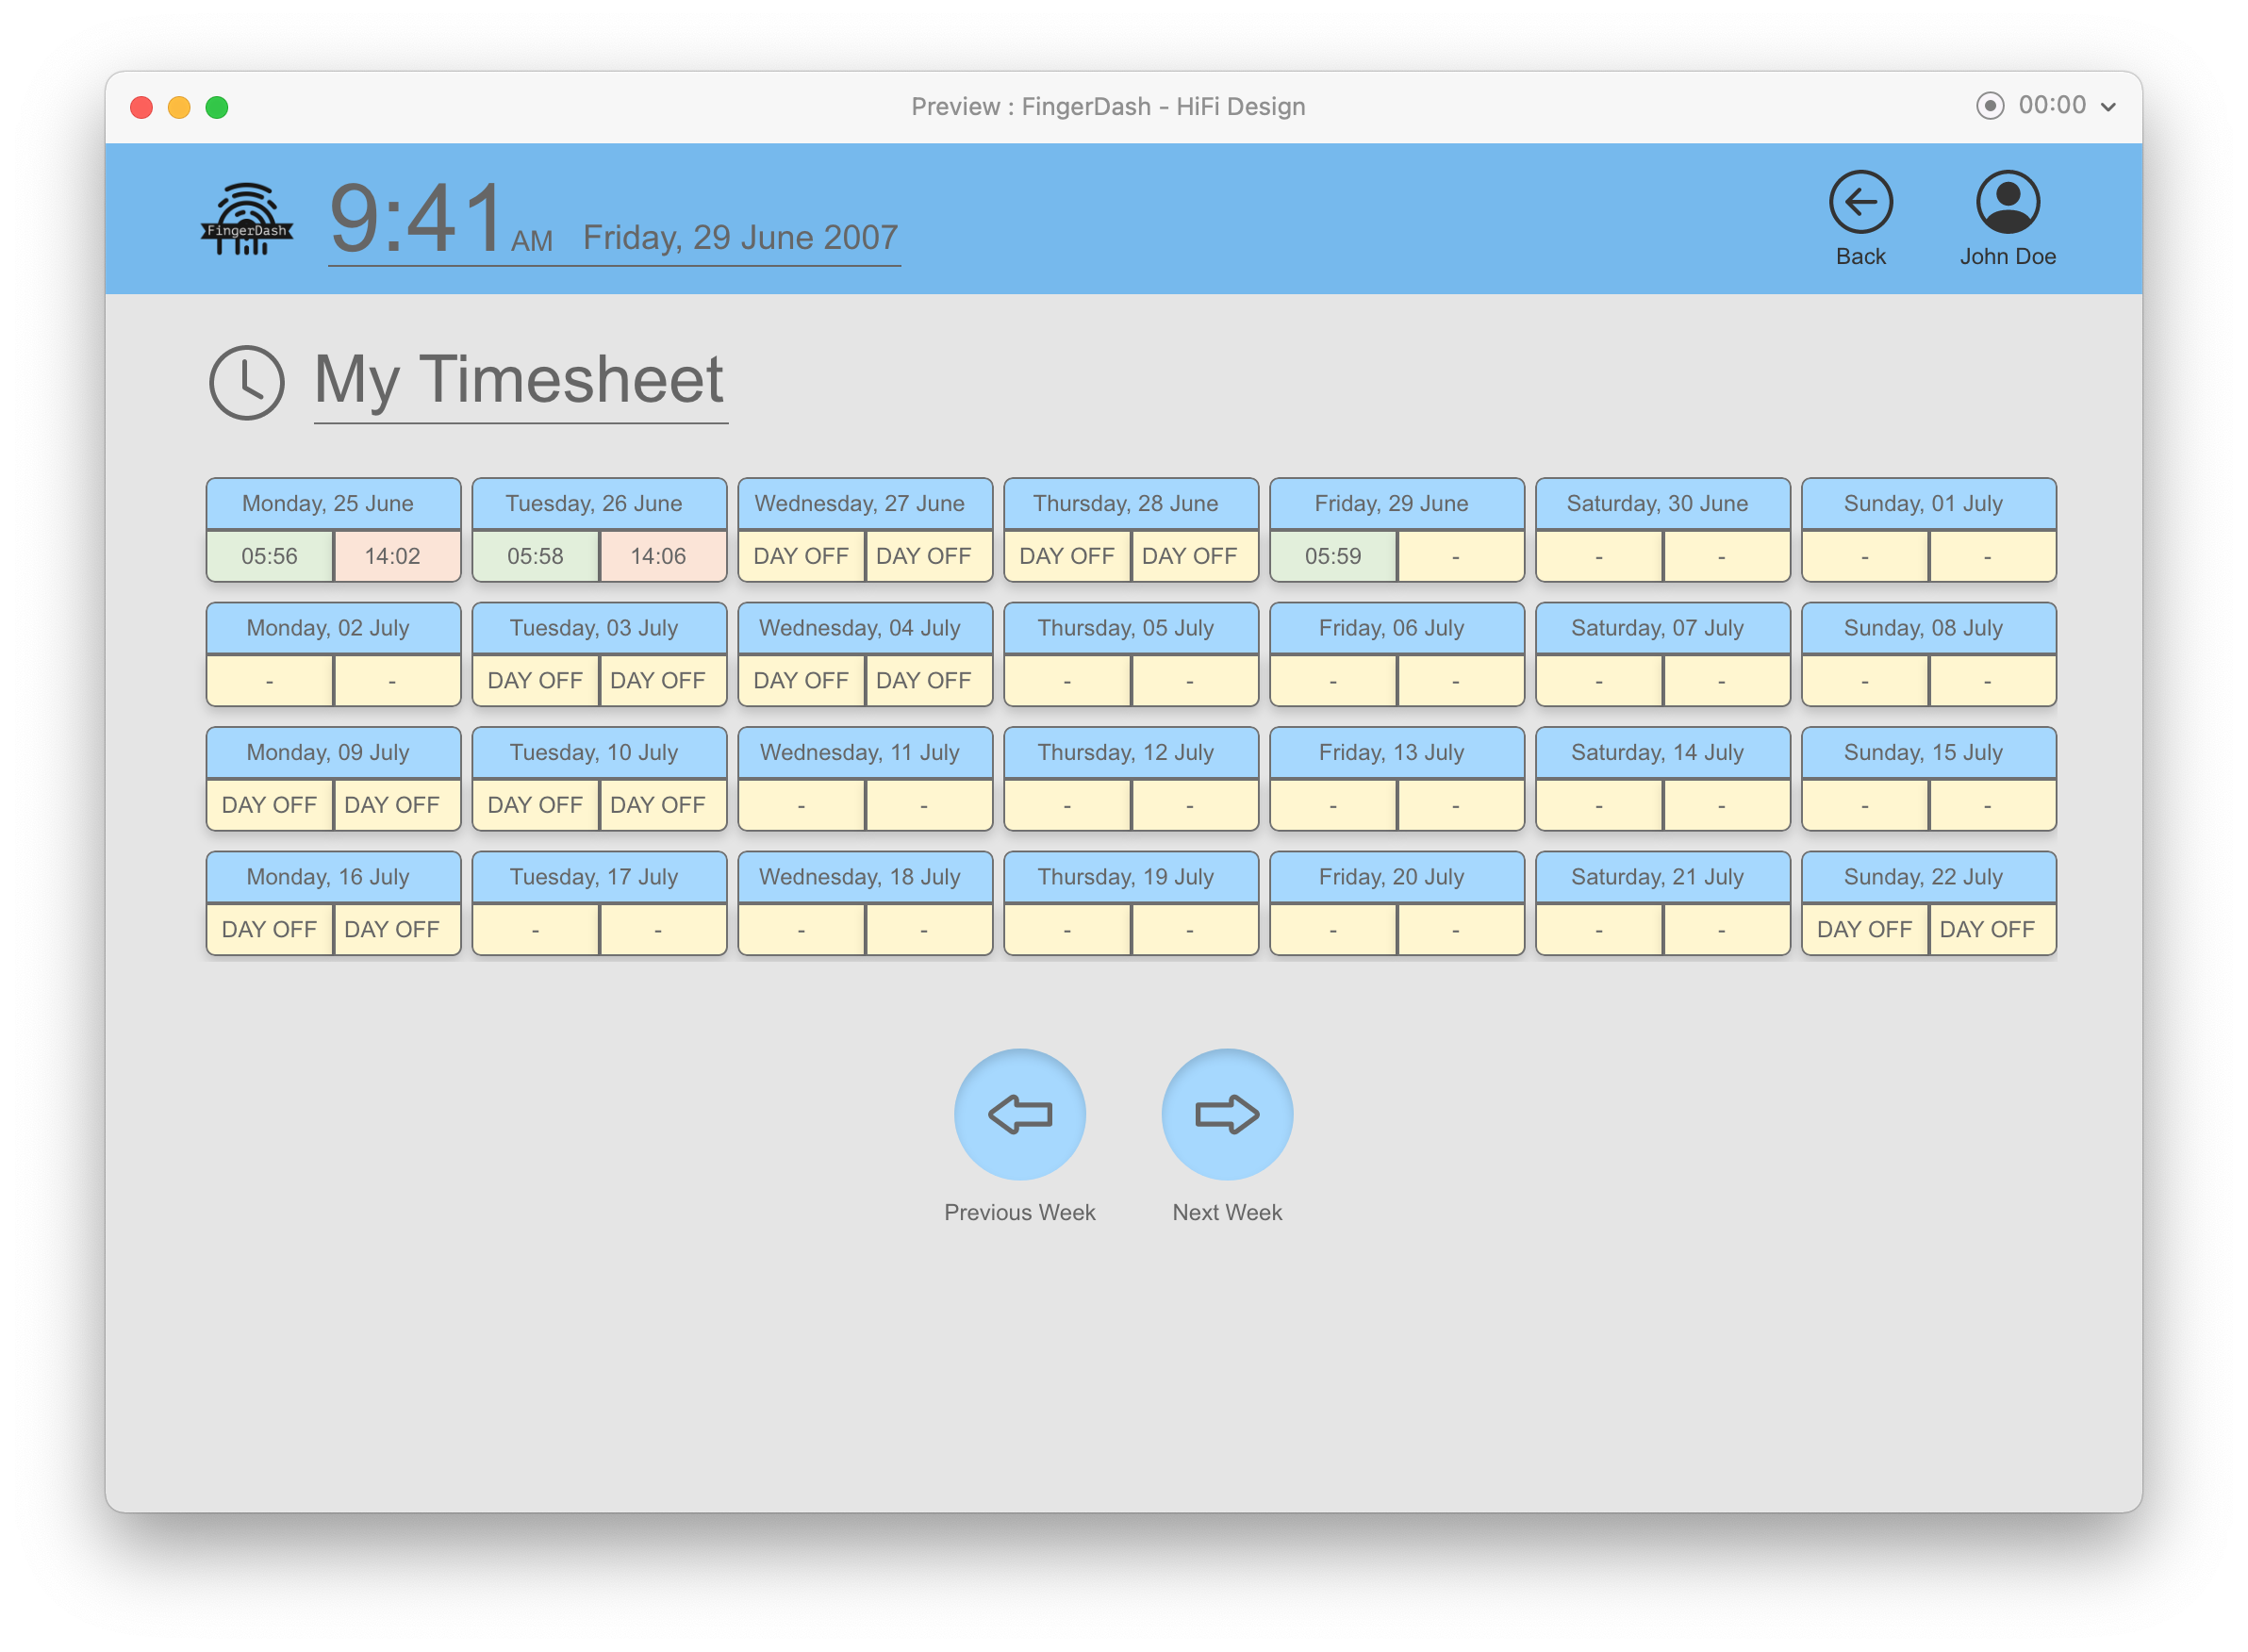 Preview : FingerDash - HiFi Design
00:00
FingerDash
9:41 AM Friday, 29 June 2007
Back
John Doe
My Timesheet
Monday, 25 June Tuesday, 26 June Wednesday, 27 June Thursday, 28 June Friday, 29 June Saturday, 30 June Sunday, 01 July
05:56 14:02 05:58 14:06 DAY OFF DAY OFF DAY OFF DAY OFF 05:59 - - - - -
Monday, 02 July Tuesday, 03 July Wednesday, 04 July Thursday, 05 July Friday, 06 July Saturday, 07 July Sunday, 08 July
- - DAY OFF DAY OFF DAY OFF DAY OFF - - - - - - - -
Monday, 09 July Tuesday, 10 July Wednesday, 11 July Thursday, 12 July Friday, 13 July Saturday, 14 July Sunday, 15 July
DAY OFF DAY OFF DAY OFF DAY OFF - - - - - - - - - -
Monday, 16 July Tuesday, 17 July Wednesday, 18 July Thursday, 19 July Friday, 20 July Saturday, 21 July Sunday, 22 July
DAY OFF DAY OFF - - - - - - - - - - DAY OFF DAY OFF
Previous Week Next Week